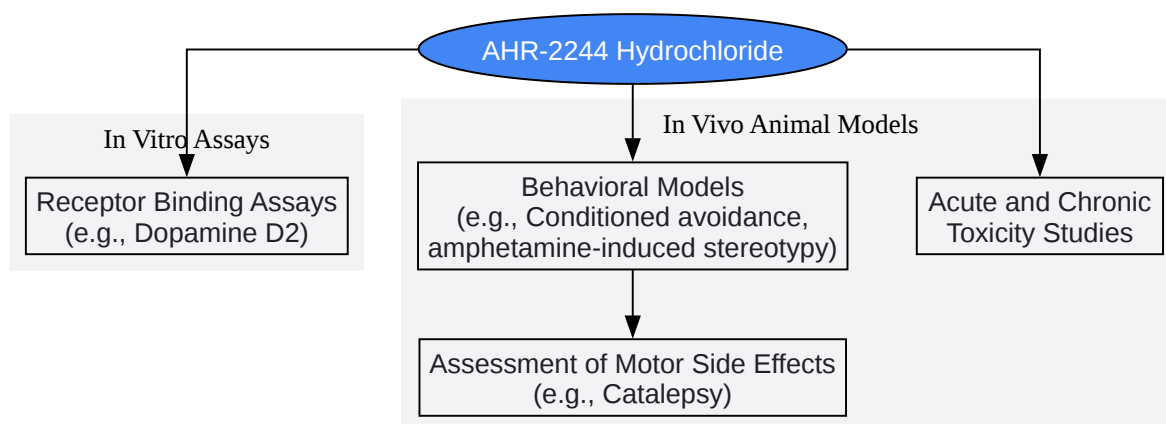 AHR-2244 Hydrochloride
In Vitro Assays
Receptor Binding Assays
(e.g., Dopamine D2)
In Vivo Animal Models
Behavioral Models
(e.g., Conditioned avoidance,
amphetamine-induced stereotypy)
Acute and Chronic
Toxicity Studies
Assessment of Motor Side Effects
(e.g., Catalepsy)